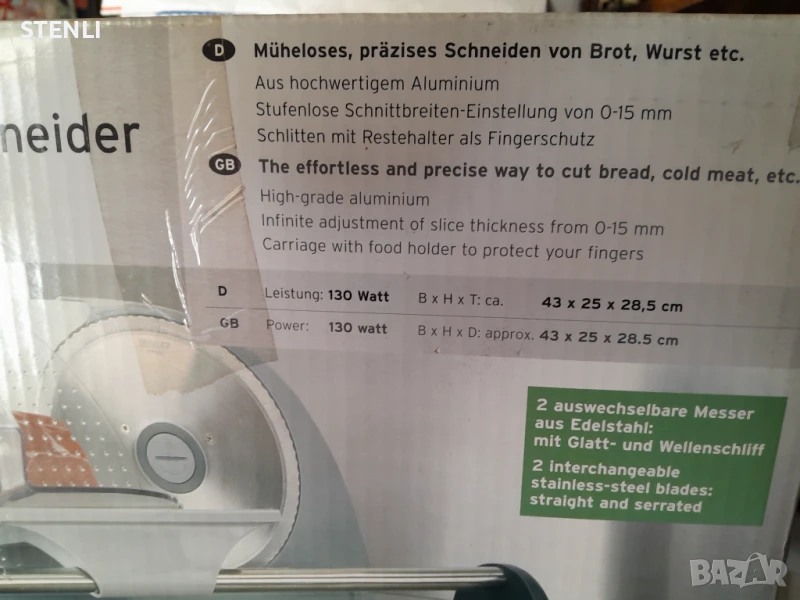 STENLI
neider
D Müheloses, präzises Schneiden von Brot, Wurst etc.
Aus hochwertigem Aluminium
Stufenlose Schnittbreiten-Einstellung von 0-15 mm
Schlitten mit Restehalter als Fingerschutz
GB The effortless and precise way to cut bread, cold meat, etc.
High-grade aluminium
Infinite adjustment of slice thickness from 0-15 mm
Carriage with food holder to protect your fingers
D Leistung: 130 Watt B x H x T: ca. 43 x 25 x 28,5 cm
GB Power: 130 watt B x H x D: approx. 43 x 25 x 28.5 cm
2 auswechselbare Messer
aus Edelstahl:
mit Glatt- und Wellenschliff
2 interchangeable
stainless-steel blades:
straight and serrated
BAZAR